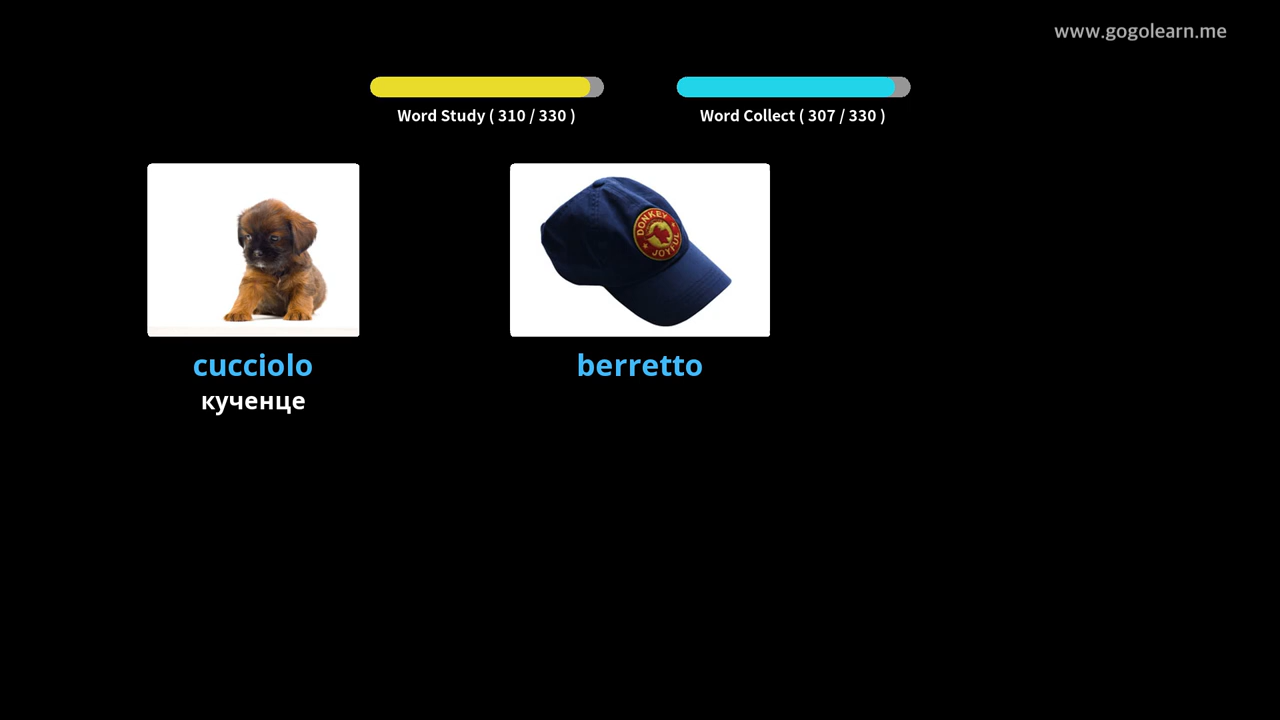 www.gogolearn.me
Word Study ( 310 / 330 )
Word Collect ( 307 / 330 )
DONKEY
JOYFUL
cucciolo
berretto
кученце